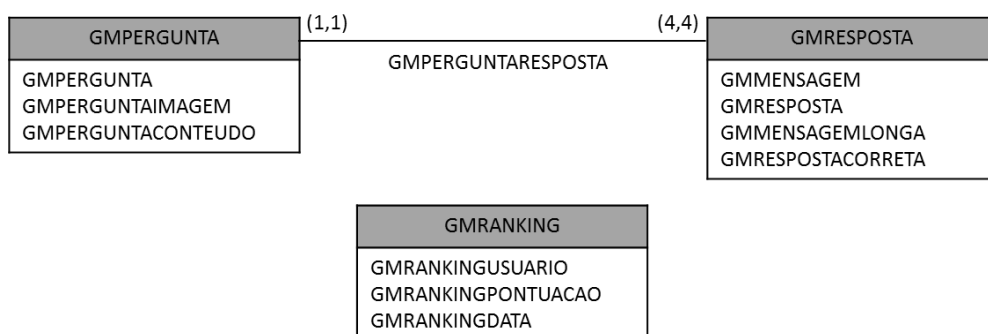 GMPERGUNTA
(1,1)
(4,4)
GMRESPOSTA
GMPERGUNTARESPOSTA
GMPERGUNTA
GMPERGUNTAIMAGEM
GMPERGUNTACONTEUDO
GMMENSAGEM
GMRESPOSTA
GMMENSAGEMLONGA
GMRESPOSTACORRETA
GMRANKING
GMRANKINGUSUARIO
GMRANKINGPONTUACAO
GMRANKINGDATA